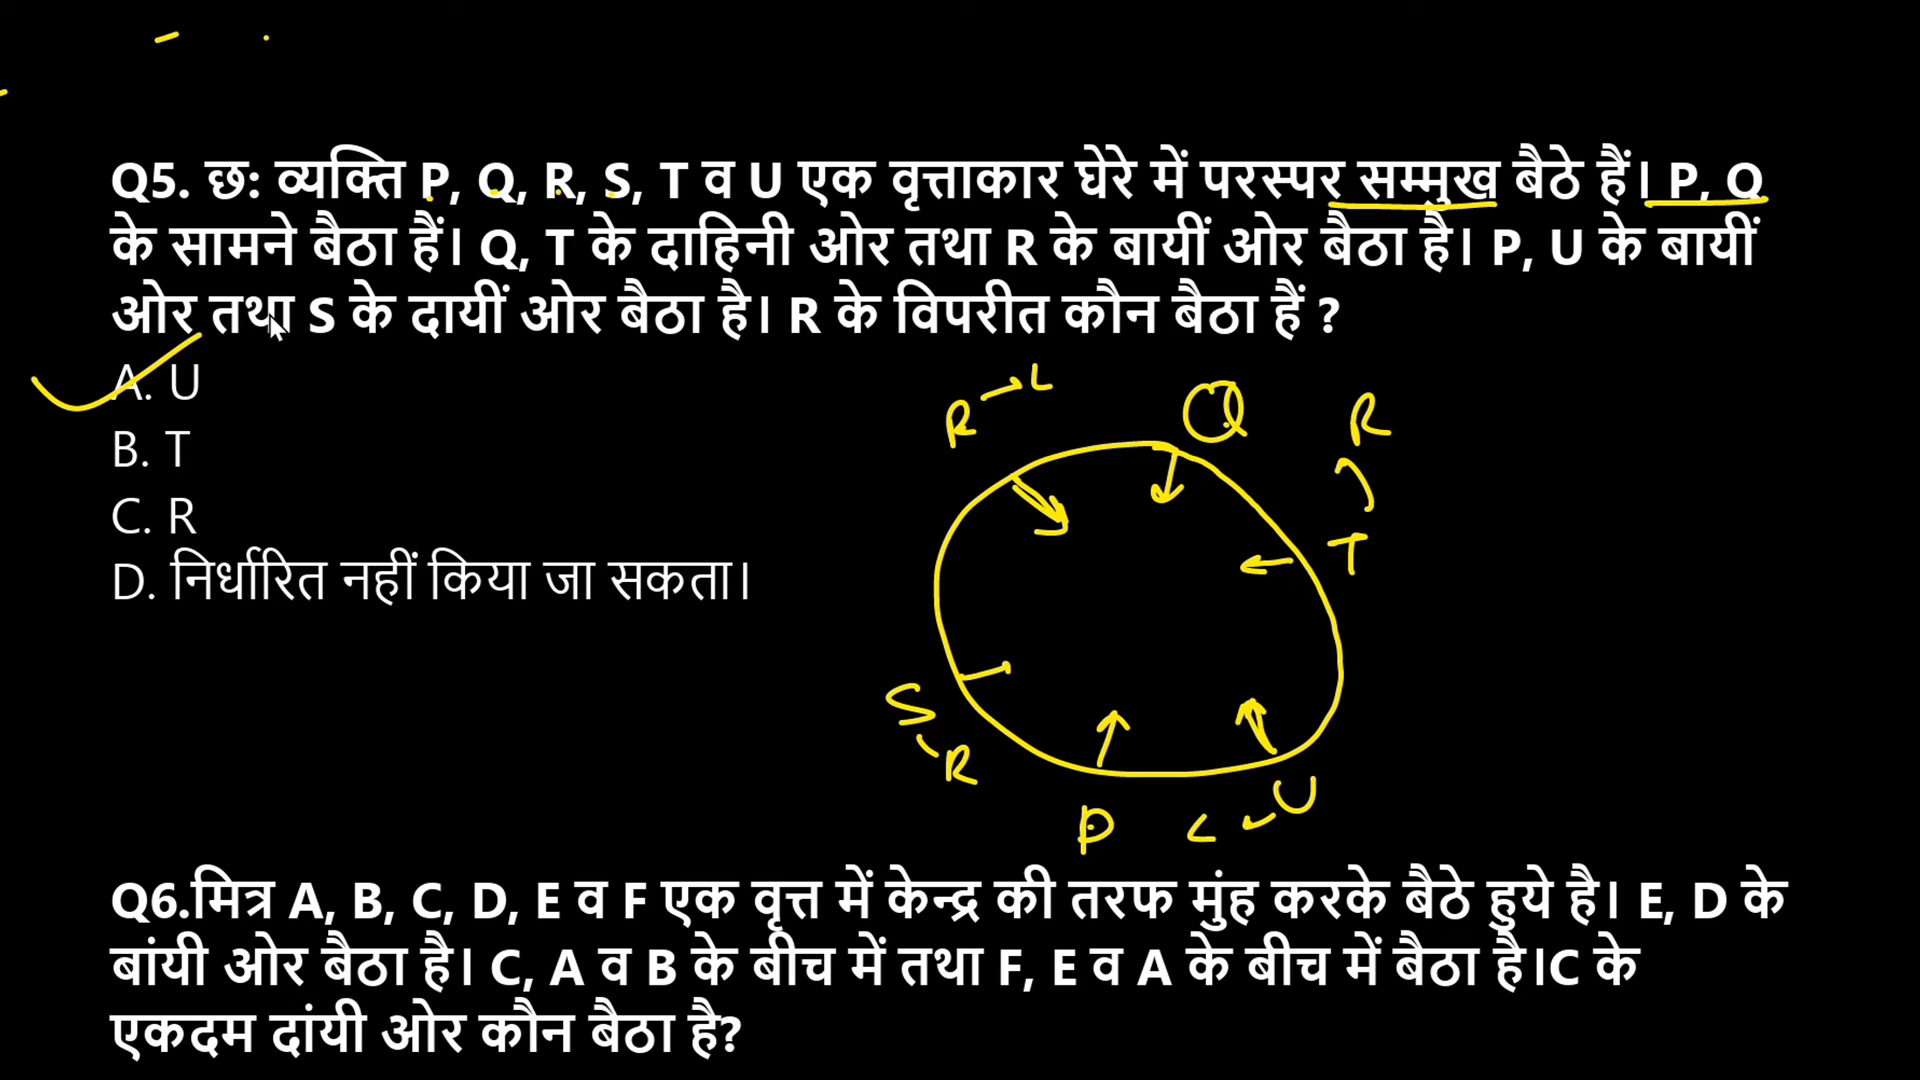 Q5. छः व्यक्ति P, Q, R, S, T व U एक वृत्ताकार घेरे में परस्पर सम्मुख बैठे हैं। P, Q
के सामने बैठा हैं। Q, T के दाहिनी ओर तथा R के बायीं ओर बैठा है। P, U के बायीं
ओर तथा S के दायीं ओर बैठा है। R के विपरीत कौन बैठा हैं ?
A. U
B. T
C. R
D. निर्धारित नहीं किया जा सकता।
R L Q R
T
S
R
P L U
Q6.मित्र A, B, C, D, E व F एक वृत्त में केन्द्र की तरफ मुंह करके बैठे हुये है। E, D के
बांयी ओर बैठा है। C, A व B के बीच में तथा F, E व A के बीच में बैठा है।C के
एकदम दांयी ओर कौन बैठा है?